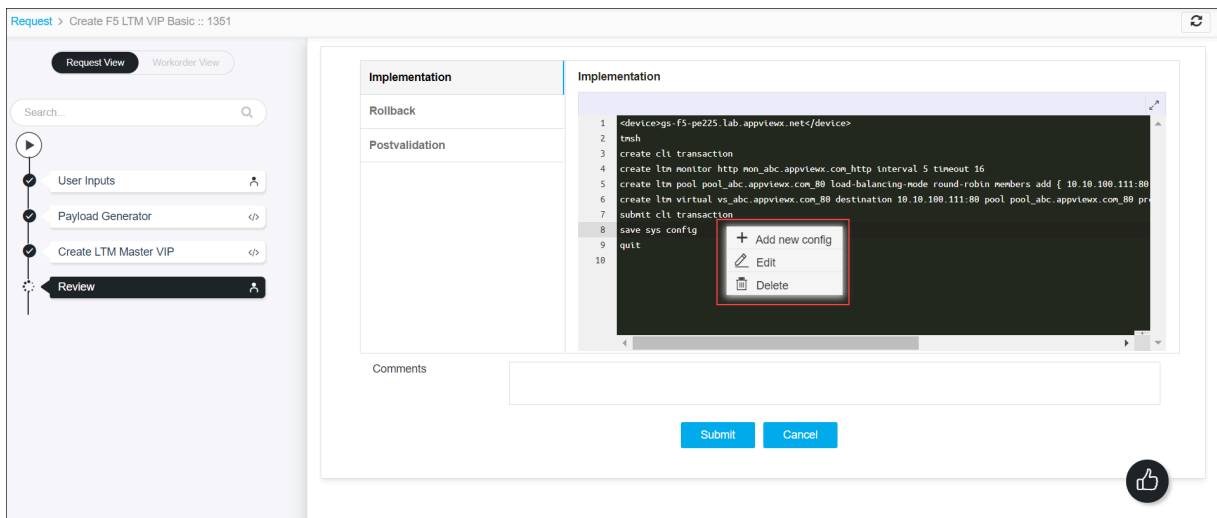 Request > Create F5 LTM VIP Basic :: 1351
Request View
Workorder View
Search...
User Inputs
Payload Generator
</>
Create LTM Master VIP
</>
Review
Implementation
Rollback
Postvalidation
Implementation
1 <device>gs-f5-pe225.lab.appviewx.net</device>
2 tmsh
3 create cli transaction
4 create ltm monitor http mon_abc.appviewx.com_http interval 5 timeout 16
5 create ltm pool pool_abc.appviewx.com_80 load-balancing-mode round-robin members add { 10.10.100.111:80
6 create ltm virtual vs_abc.appviewx.com_80 destination 10.10.100.111:80 pool pool_abc.appviewx.com_80 pr
7 submit cli transaction
8 save sys config
9 quit
10
Add new config
Edit
Delete
Comments
Submit
Cancel